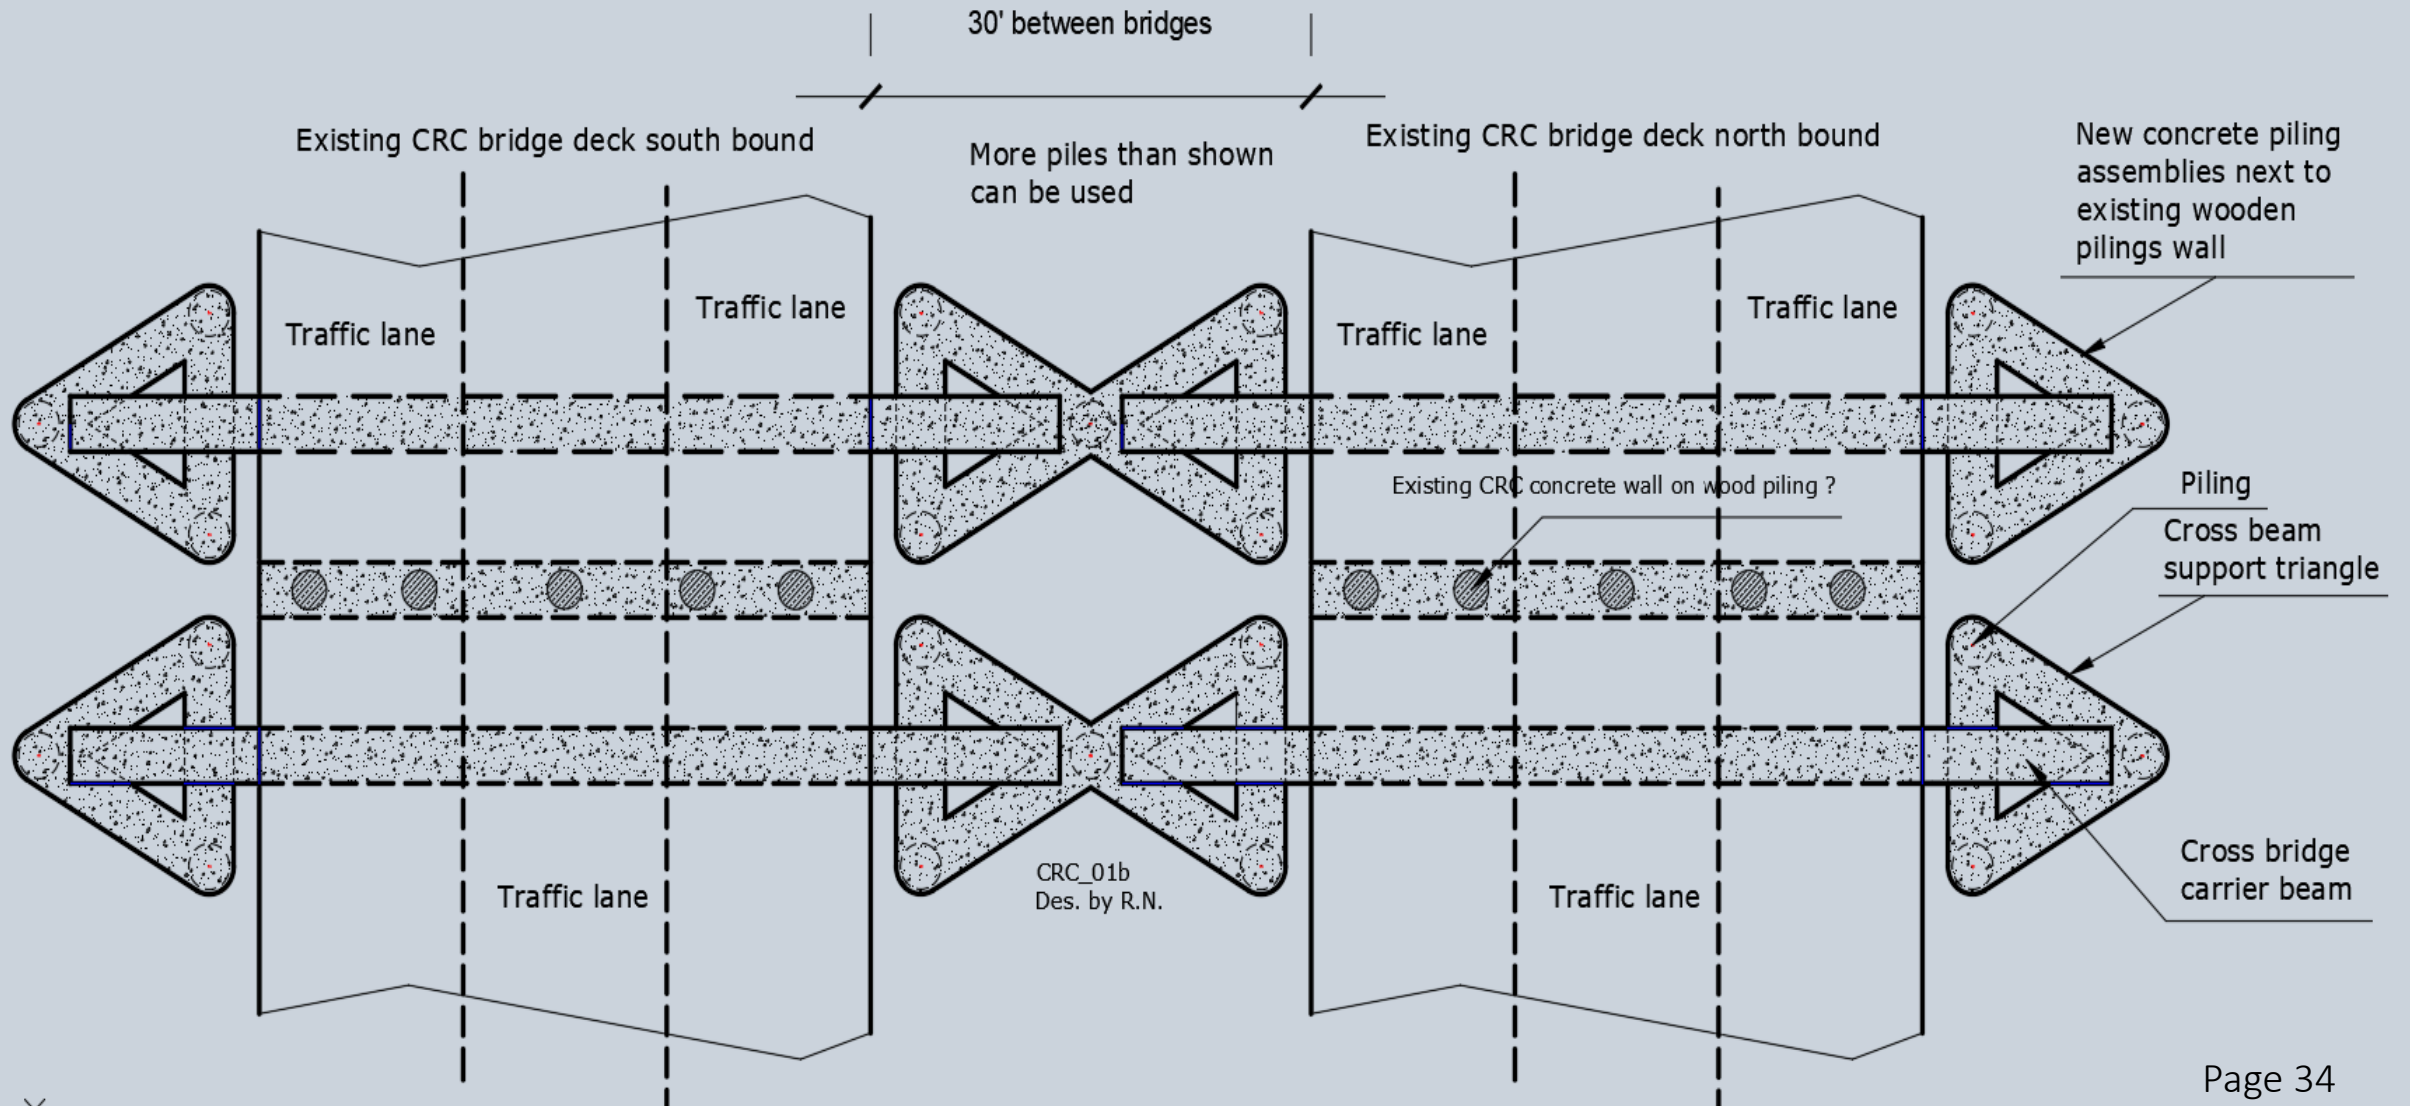 30' between bridges
Existing CRC bridge deck south bound
More piles than shown
can be used
Existing CRC bridge deck north bound
New concrete piling
assemblies next to
existing wooden
pilings wall
Traffic lane
Traffic lane
Traffic lane
Traffic lane
Existing CRC concrete wall on wood piling ?
Piling
Cross beam
support triangle
Traffic lane
CRC_01b
Des. by R.N.
Traffic lane
Cross bridge
carrier beam
Page 34